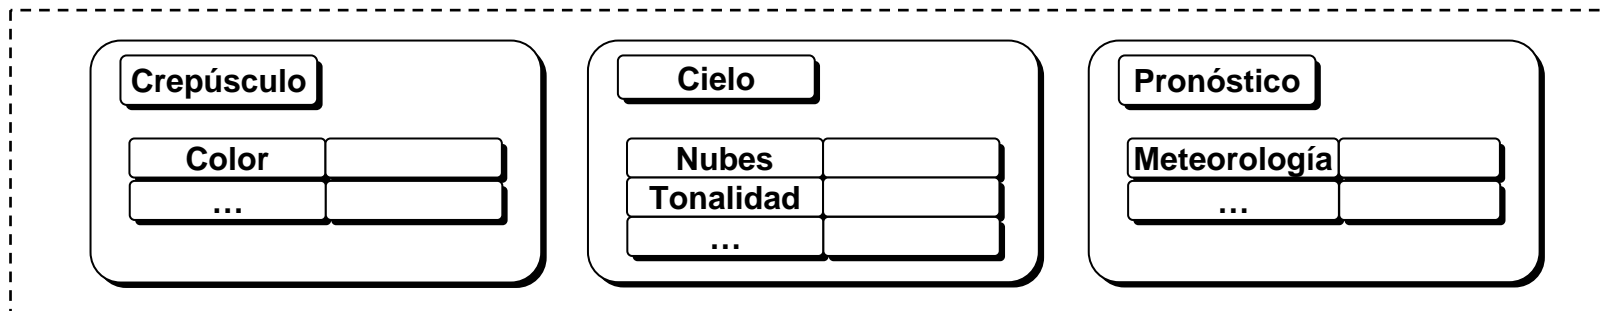 Crepúsculo
Color
…
Cielo
Nubes
Tonalidad
…
Pronóstico
Meteorología
…